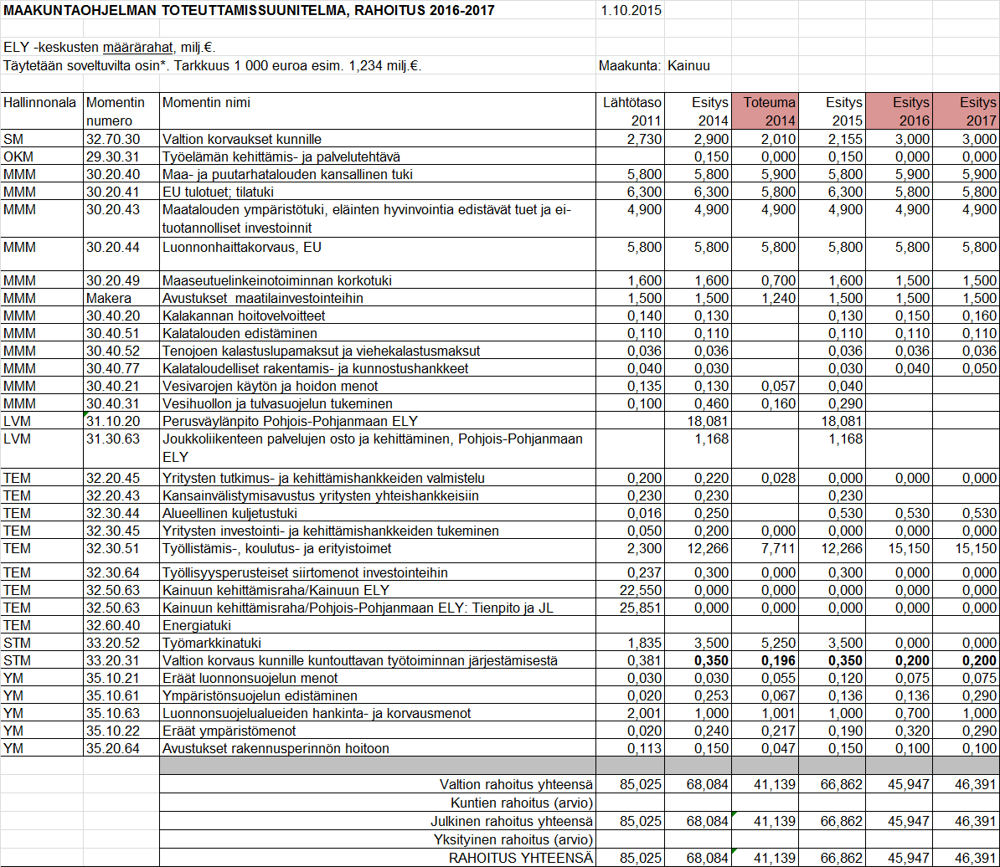 MAAKUNTAOHJELMAN TOTEUTTAMISSUUNITELMA, RAHOITUS 2016-2017 1.10.2015
ELY -keskusten määrärahat, milj.€.
Täytetään soveltuvilta osin*. Tarkkuus 1 000 euroa esim. 1,234 milj.€. Maakunta: Kainuu
Hallinnonala Momentin Momentin nimi Lähtötaso Esitys Toteuma Esitys Esitys Esitys
numero 2011 2014 2014 2015 2016 2017
SM 32.70.30 Valtion korvaukset kunnille 2,730 2,900 2,010 2,155 3,000 3,000
OKM 29.30.31 Työelämän kehittämis- ja palvelutehtävä 0,150 0,000 0,150 0,000 0,000
MMM 30.20.40 Maa- ja puutarhatalouden kansallinen tuki 5,800 5,800 5,900 5,800 5,900 5,900
MMM 30.20.41 EU tulotuet; tilatuki 6,300 6,300 5,800 6,300 5,800 5,800
MMM 30.20.43 Maatalouden ympäristötuki, eläinten hyvinvointia edistävät tuet ja ei- 4,900 4,900 4,900 4,900 4,900 4,900
tuotannolliset investoinnit
MMM 30.20.44 Luonnonhaittakorvaus, EU 5,800 5,800 5,800 5,800 5,800 5,800
MMM 30.20.49 Maaseutuelinkeinotoiminnan korkotuki 1,600 1,600 0,700 1,600 1,500 1,500
MMM Makera Avustukset maatilainvestointeihin 1,500 1,500 1,240 1,500 1,500 1,500
MMM 30.40.20 Kalakannan hoitovelvoitteet 0,140 0,130 0,130 0,150 0,160
MMM 30.40.51 Kalatalouden edistäminen 0,110 0,110 0,110 0,110 0,110
MMM 30.40.52 Tenojoen kalastuslupamaksut ja viehekalastusmaksut 0,036 0,036 0,036 0,036 0,036
MMM 30.40.77 Kalataloudelliset rakentamis- ja kunnostushankkeet 0,040 0,030 0,030 0,040 0,050
MMM 30.40.21 Vesivarojen käytön ja hoidon menot 0,135 0,130 0,057 0,040
MMM 30.40.31 Vesihuollon ja tulvasuojelun tukeminen 0,100 0,460 0,160 0,290
LVM 31.10.20 Perusväylänpito Pohjois-Pohjanmaan ELY 18,081 18,081
LVM 31.30.63 Joukkoliikenteen palvelujen osto ja kehittäminen, Pohjois-Pohjanmaan 1,168 1,168
ELY
TEM 32.20.45 Yritysten tutkimus- ja kehittämishankkeiden valmistelu 0,200 0,220 0,028 0,000 0,000 0,000
TEM 32.20.43 Kansainvälistymisavustus yritysten yhteishankkeisiin 0,230 0,230 0,230
TEM 32.30.44 Alueellinen kuljetustuki 0,016 0,250 0,530 0,530 0,530
TEM 32.30.45 Yritysten investointi- ja kehittämishankkeiden tukeminen 0,050 0,200 0,000 0,000 0,000 0,000
TEM 32.30.51 Työllistämis-, koulutus- ja erityistoimet 2,300 12,266 7,711 12,266 15,150 15,150
TEM 32.30.64 Työllisyysperusteiset siirtomenot investointeihin 0,237 0,300 0,000 0,300 0,000 0,000
TEM 32.50.63 Kainuun kehittämisraha/Kainuun ELY 22,550 0,000 0,000 0,000 0,000 0,000
TEM 32.50.63 Kainuun kehittämisraha/Pohjois-Pohjanmaan ELY: Tienpito ja JL 25,851 0,000 0,000 0,000 0,000 0,000
TEM 32.60.40 Energiatuki
STM 33.20.52 Työmarkkinatuki 1,835 3,500 5,250 3,500 0,000 0,000
STM 33.20.31 Valtion korvaus kunnille kuntouttavan työtoiminnan järjestämisestä 0,381 0,350 0,196 0,350 0,200 0,200
YM 35.10.21 Eräät luonnonsuojelun menot 0,030 0,030 0,055 0,120 0,075 0,075
YM 35.10.61 Ympäristönsuojelun edistäminen 0,020 0,253 0,067 0,136 0,136 0,290
YM 35.10.63 Luonnonsuojelualueiden hankinta- ja korvausmenot 2,001 1,000 1,001 1,000 0,700 1,000
YM 35.10.22 Eräät ympäristömenot 0,020 0,240 0,217 0,190 0,320 0,290
YM 35.20.64 Avustukset rakennusperinnön hoitoon 0,113 0,150 0,047 0,150 0,100 0,100
Valtion rahoitus yhteensä 85,025 68,084 41,139 66,862 45,947 46,391
Kuntien rahoitus (arvio)
Julkinen rahoitus yhteensä 85,025 68,084 41,139 66,862 45,947 46,391
Yksityinen rahoitus (arvio)
RAHOITUS YHTEENSÄ 85,025 68,084 41,139 66,862 45,947 46,391